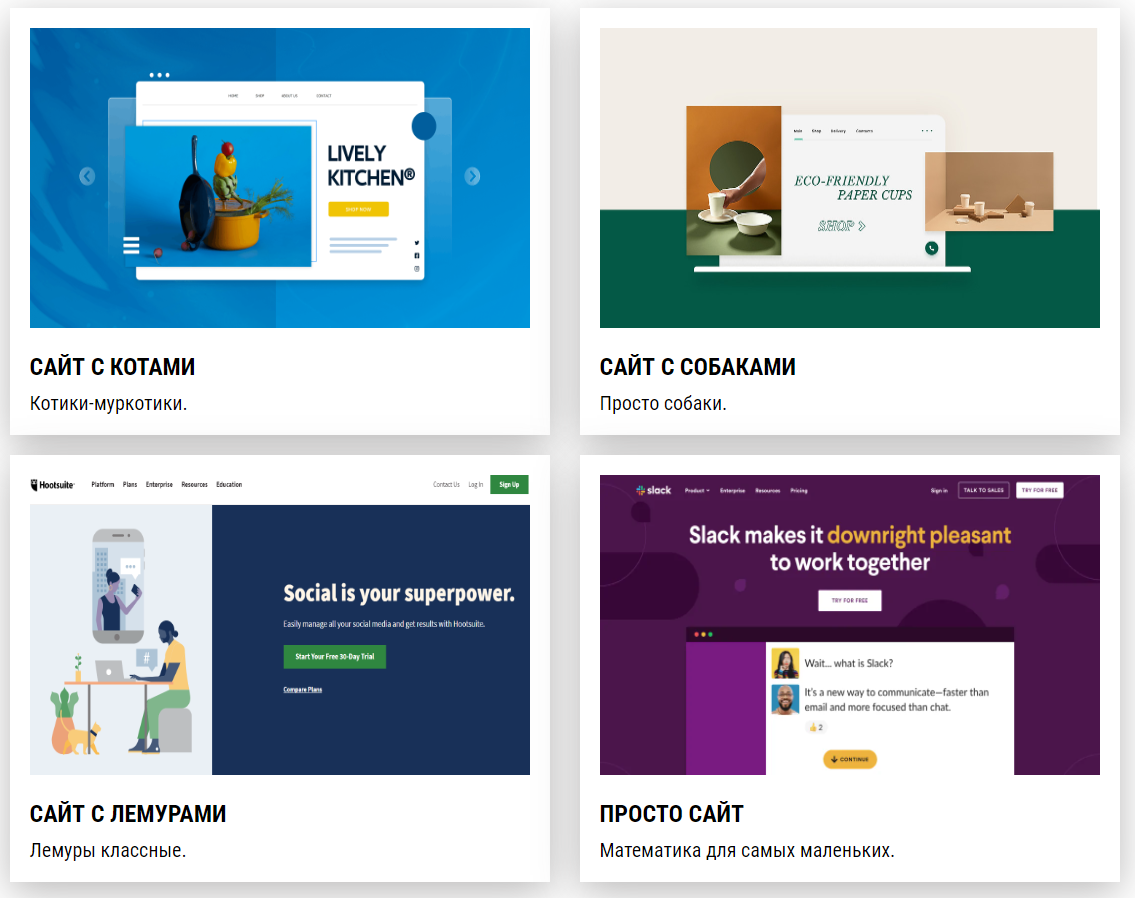 HOME SHOP ABOUT US CONTACT
LIVELY
KITCHEN®
SHOP NOW
САЙТ С КОТАМИ
Котики-муркотики.
Main Shop Delivery Contacts
ECO-FRIENDLY
PAPER CUPS
SHOP
САЙТ С СОБАКАМИ
Просто собаки.
Hootsuite Platform Plans Enterprise Resources Education Contact Us Log In Sign Up
#
Social is your superpower.
Easily manage all your social media and get results with Hootsuite.
Start Your Free 30-Day Trial
Compare Plans
САЙТ С ЛЕМУРАМИ
Лемуры классные.
slack Product Enterprise Resources Pricing Sign in TALK TO SALES TRY FOR FREE
Slack makes it downright pleasant
to work together
TRY FOR FREE
Wait... what is Slack?
It's a new way to communicate—faster than
email and more focused than chat.
2
CONTINUE
ПРОСТО САЙТ
Математика для самых маленьких.